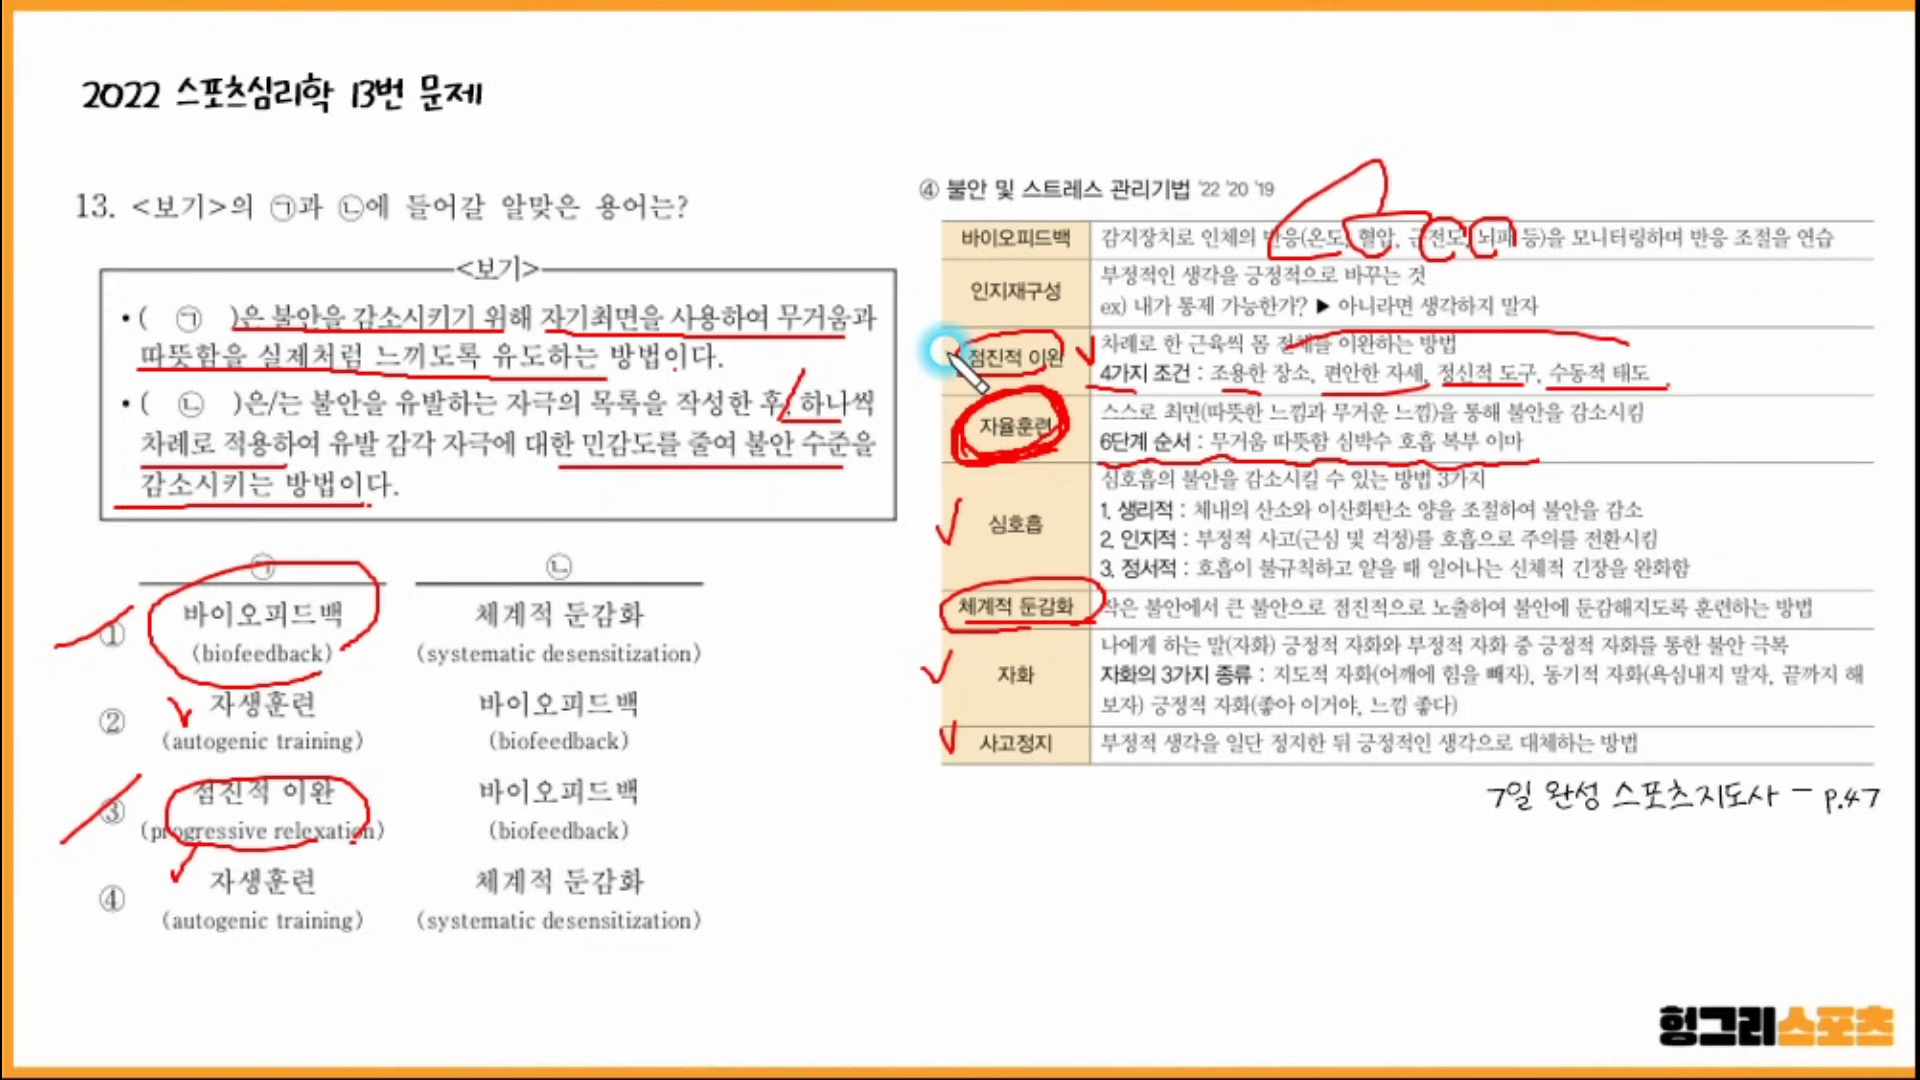 2022 스포츠심리학 13번 문제
13. <보기>의 ㉠과 ㉡에 들어갈 알맞은 용어는?
<보기>
• ( ㉠ )은 불안을 감소시키기 위해 자기최면을 사용하여 무거움과
따뜻함을 실제처럼 느끼도록 유도하는 방법이다.
• ( ㉡ )은/는 불안을 유발하는 자극의 목록을 작성한 후, 하나씩
차례로 적용하여 유발 감각 자극에 대한 민감도를 줄여 불안 수준을
감소시키는 방법이다.
㉠ ㉡
① 바이오피드백 체계적 둔감화
(biofeedback) (systematic desensitization)
② 자생훈련 바이오피드백
(autogenic training) (biofeedback)
③ 점진적 이완 바이오피드백
(progressive relexation) (biofeedback)
④ 자생훈련 체계적 둔감화
(autogenic training) (systematic desensitization)
④ 불안 및 스트레스 관리기법 '22 '20 '19
바이오피드백 감지장치로 인체의 반응(온도, 혈압, 근전도, 뇌파 등)을 모니터링하며 반응 조절을 연습
인지재구성 부정적인 생각을 긍정적으로 바꾸는 것
ex) 내가 통제 가능한가? ▶ 아니라면 생각하지 말자
점진적 이완 차례로 한 근육씩 몸 전체를 이완하는 방법
4가지 조건 : 조용한 장소, 편안한 자세, 정신적 도구, 수동적 태도
자율훈련 스스로 최면(따뜻한 느낌과 무거운 느낌)을 통해 불안을 감소시킴
6단계 순서 : 무거움 따뜻함 심박수 호흡 복부 이마
심호흡 심호흡의 불안을 감소시킬 수 있는 방법 3가지
1. 생리적 : 체내의 산소와 이산화탄소 양을 조절하여 불안을 감소
2. 인지적 : 부정적 사고(근심 및 걱정)를 호흡으로 주의를 전환시킴
3. 정서적 : 호흡이 불규칙하고 얕을 때 일어나는 신체적 긴장을 완화함
체계적 둔감화 작은 불안에서 큰 불안으로 점진적으로 노출하여 불안에 둔감해지도록 훈련하는 방법
자화 나에게 하는 말(자화) 긍정적 자화와 부정적 자화 중 긍정적 자화를 통한 불안 극복
자화의 3가지 종류 : 지도적 자화(어깨에 힘을 빼자), 동기적 자화(욕심내지 말자, 끝까지 해
보자) 긍정적 자화(좋아 이거야, 느낌 좋다)
사고정지 부정적 생각을 일단 정지한 뒤 긍정적인 생각으로 대체하는 방법
7일 완성 스포츠지도사 - p.47
헝그리스포츠